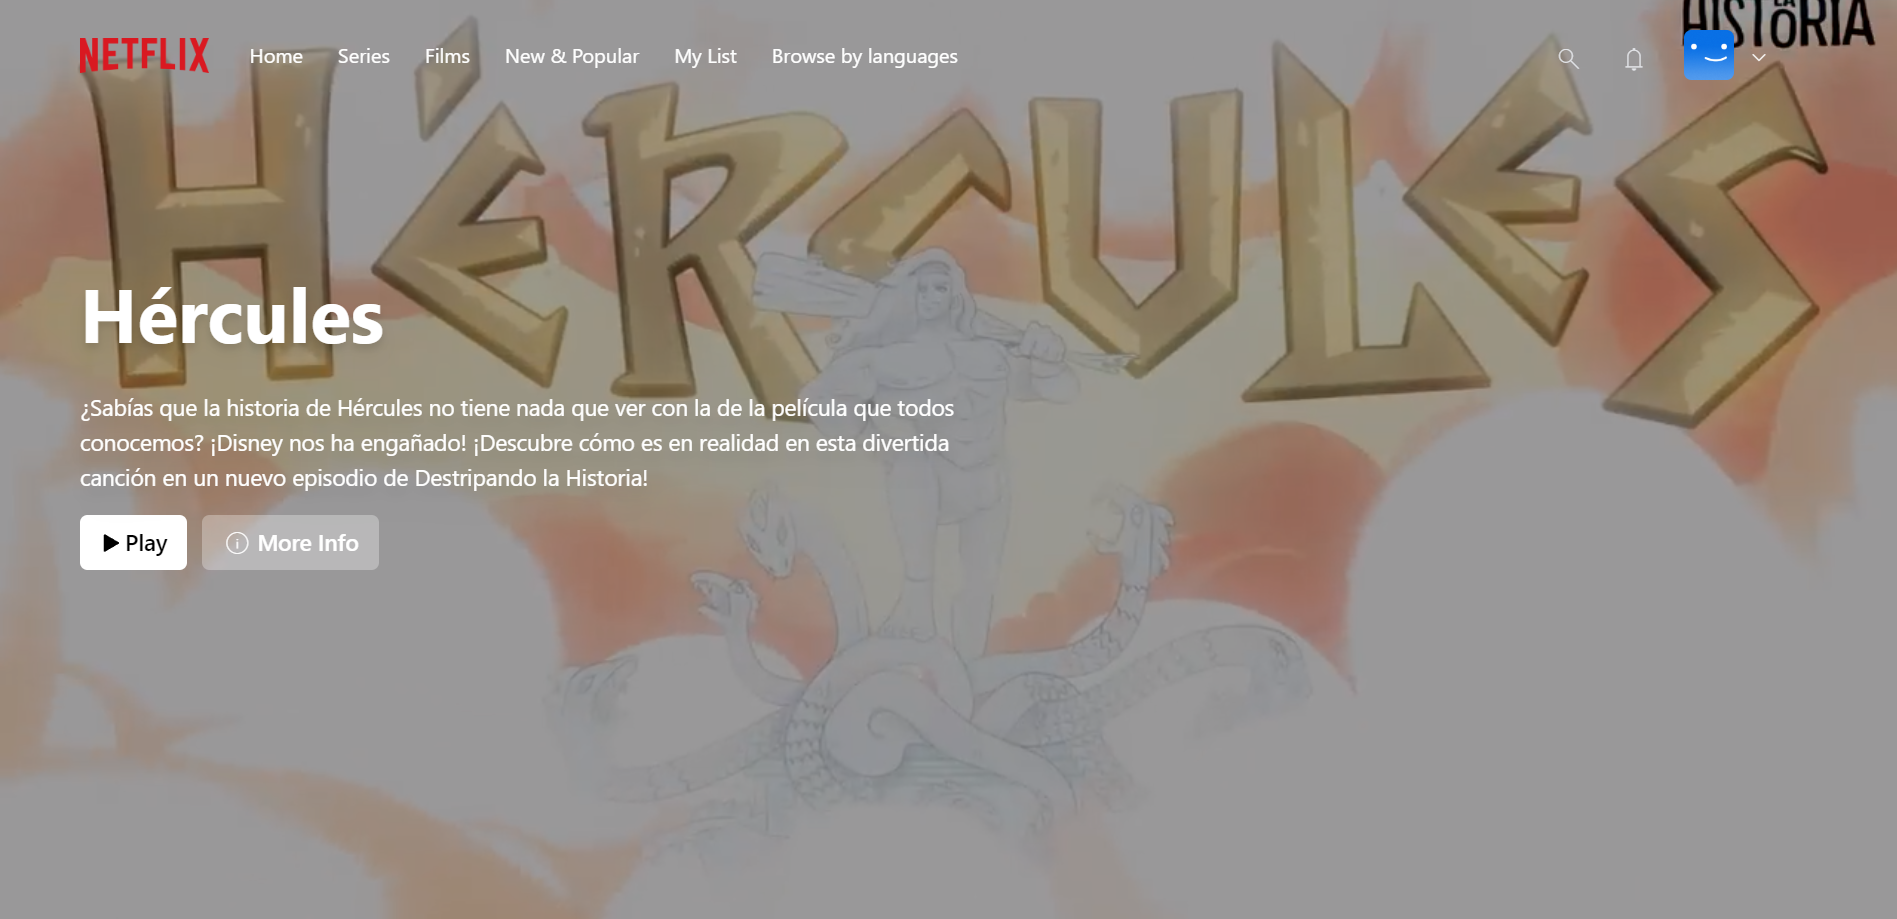 LA
HISTORIA
NETFLIX Home Series Films New & Popular My List Browse by languages
HÉRCULES
Hércules
¿Sabías que la historia de Hércules no tiene nada que ver con la de la película que todos
conocemos? ¡Disney nos ha engañado! ¡Descubre cómo es en realidad en esta divertida
canción en un nuevo episodio de Destripando la Historia!
Play More Info